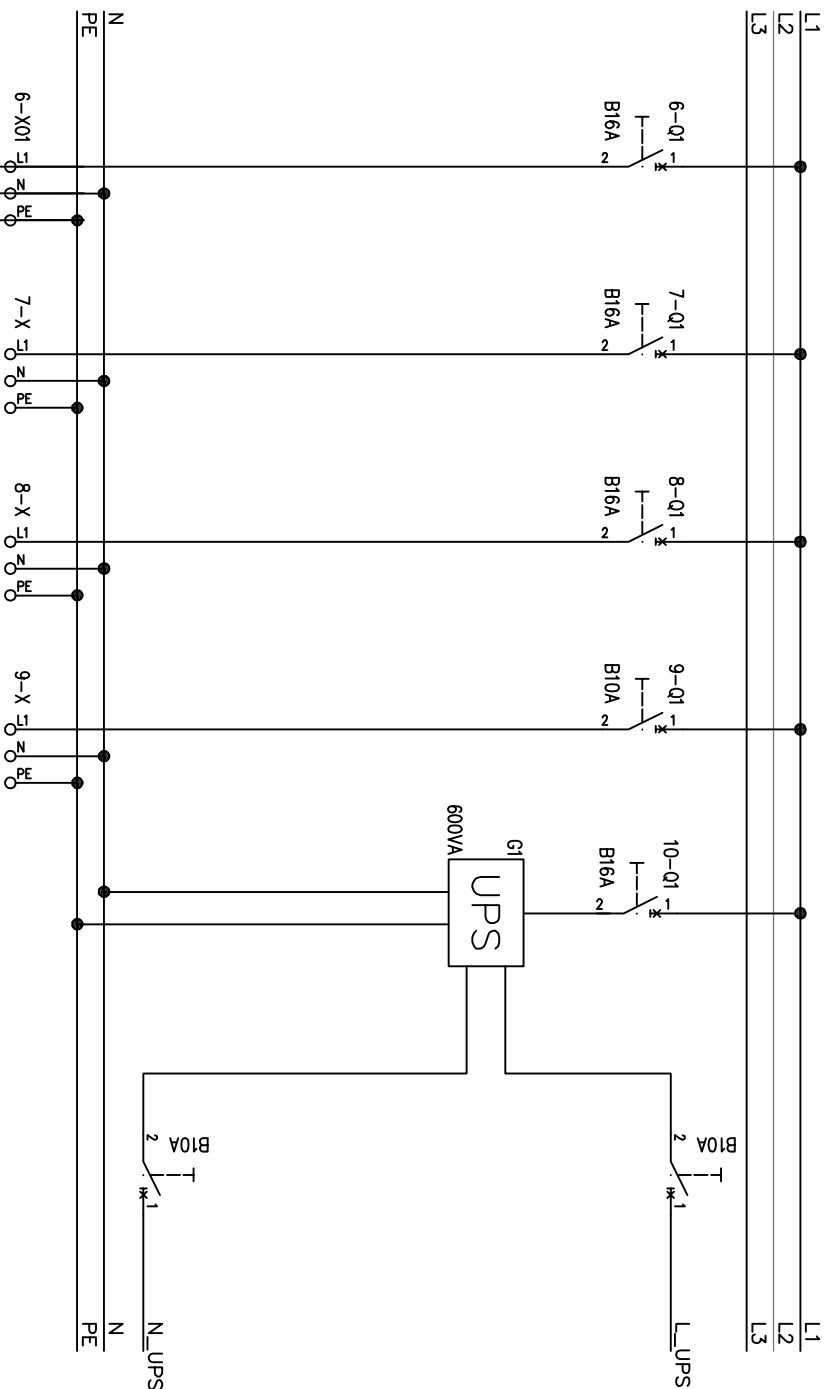 L1
L2
L3
L1
L2
L3
6-Q1
B16A
1
2
7-Q1
B16A
1
2
8-Q1
B16A
1
2
9-Q1
B10A
1
2
10-Q1
B16A
1
2
G1
600VA
UPS
B10A
2
1
L_UPS
B10A
2
1
N_UPS
N
PE
N
PE
6-X01
L1
N
PE
7-X
L1
N
PE
8-X
L1
N
PE
9-X
L1
N
PE